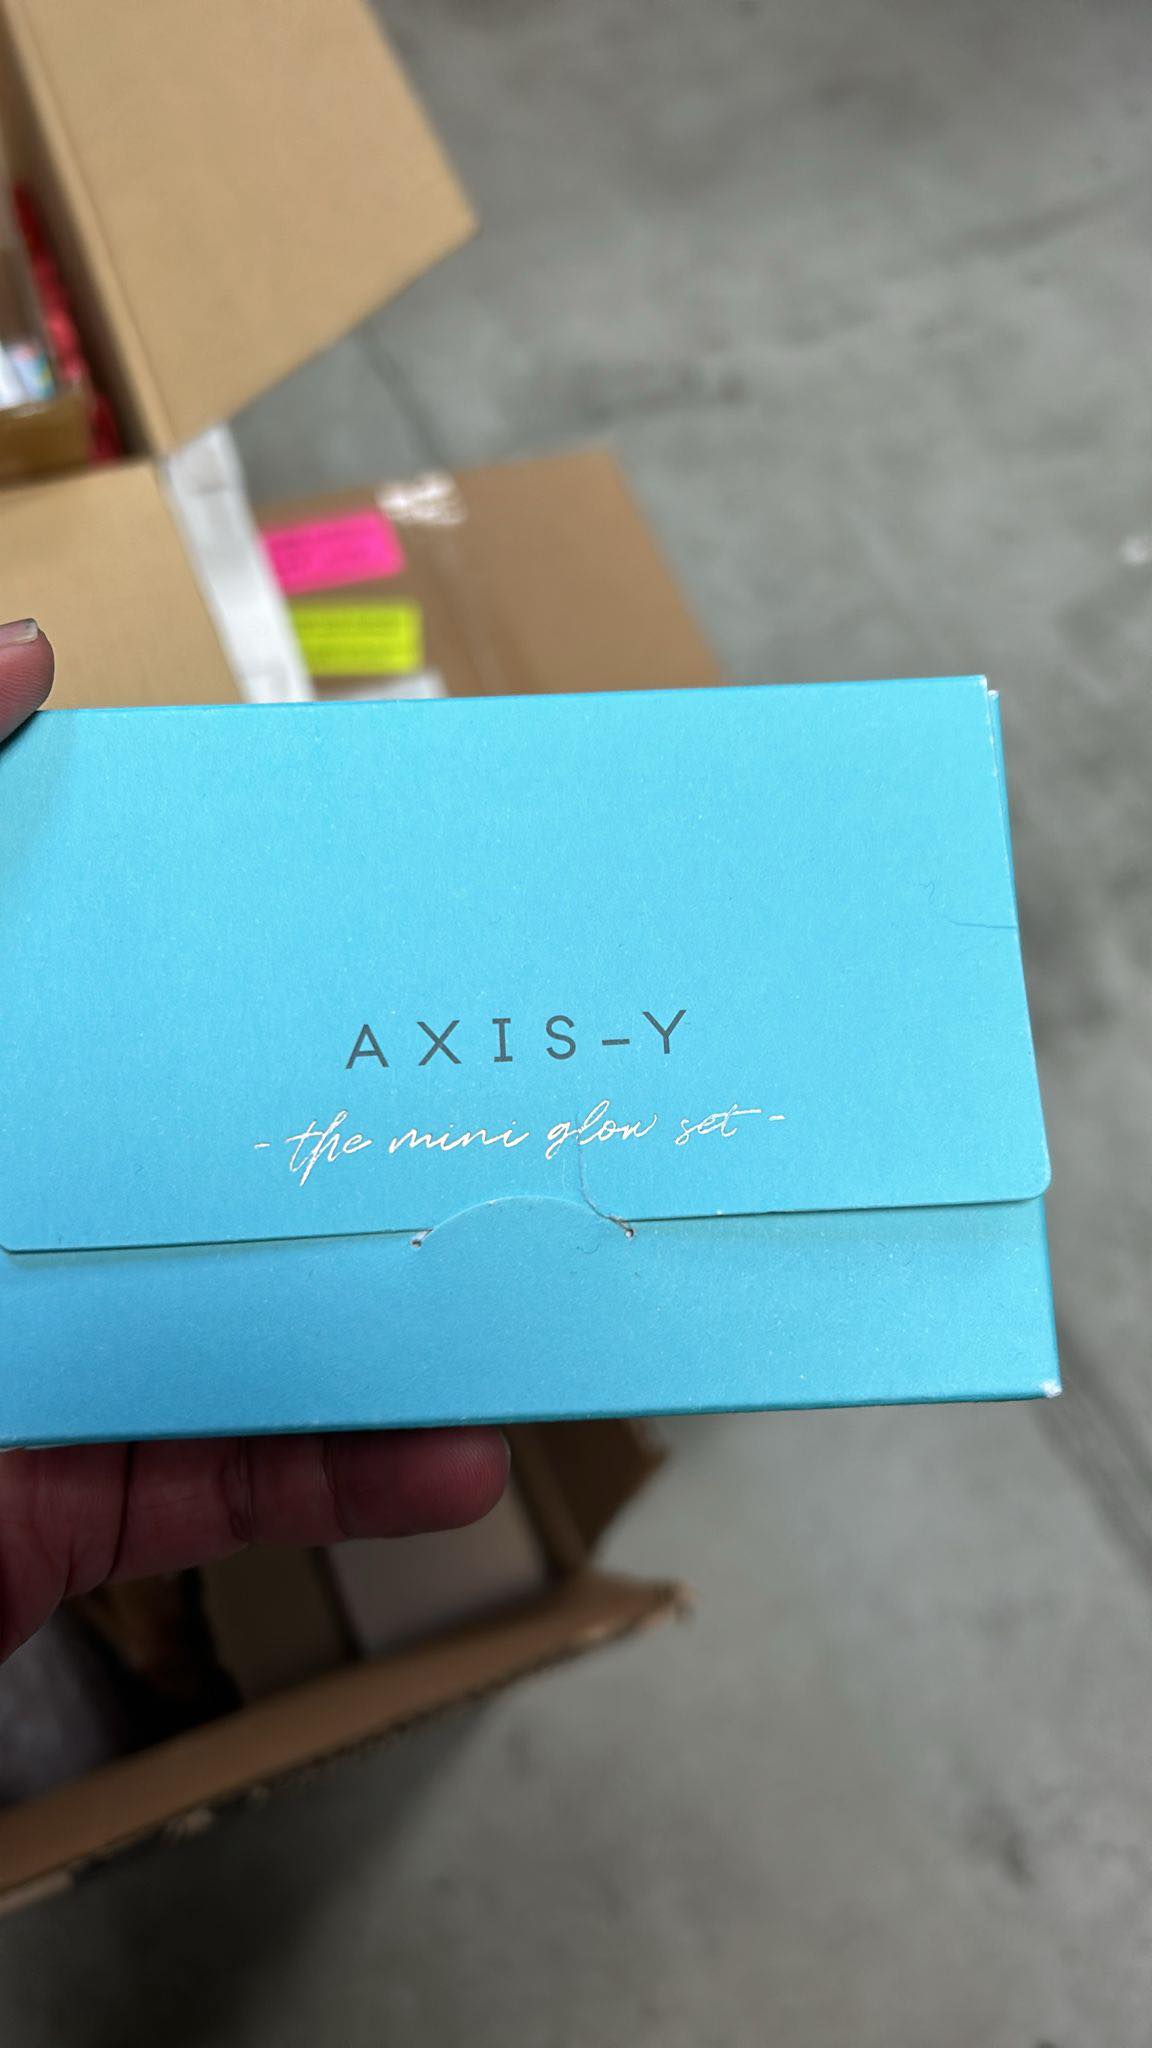 AXIS-Y
- the mini glow set -